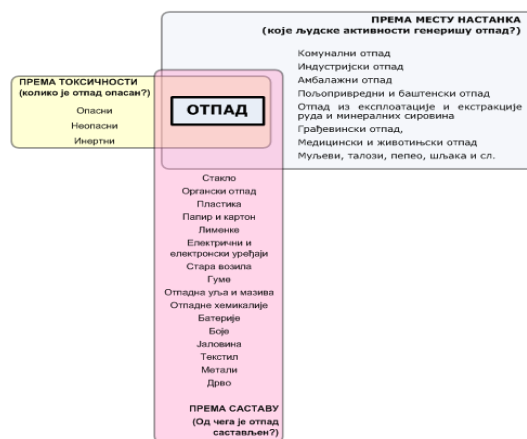 ПРЕМА МЕСТУ НАСТАНКА
(које људске активности генеришу отпад?)
Комунални отпад
Индустријски отпад
Амбалажни отпад
Пољопривредни и баштенски отпад
Отпад из експлоатације и екстракције
руда и минералних сировина
Грађевински отпад,
Медицински и животињски отпад
Муљеви, талози, пепео, шљака и сл.
ПРЕМА ТОКСИЧНОСТИ
(колико је отпад опасан?)
Опасни
Неопасни
Инертни
ОТПАД
Стакло
Органски отпад
Пластика
Папир и картон
Лименке
Електрични и
електронски уређаји
Стара возила
Гуме
Отпадна уља и мазива
Отпадне хемикалије
Батерије
Боје
Јаловина
Текстил
Метали
Дрво
ПРЕМА САСТАВУ
(Од чега је отпад
састављен?)